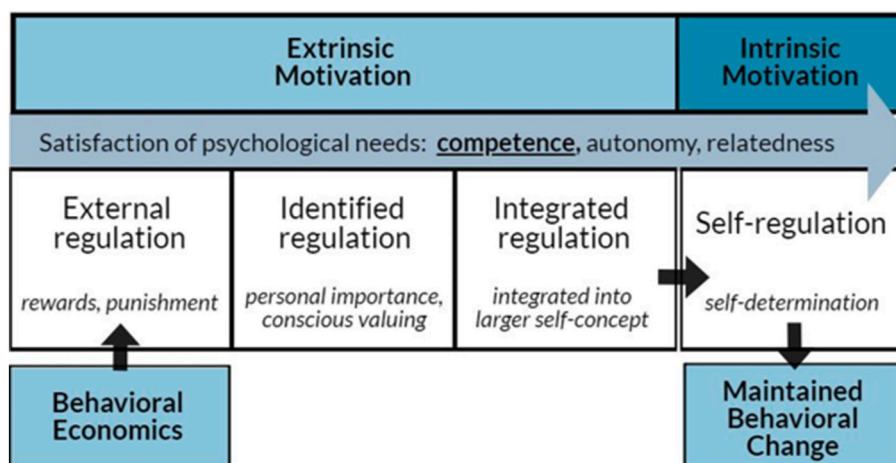 Extrinsic
Motivation
Intrinsic
Motivation
Satisfaction of psychological needs: competence, autonomy, relatedness
External
regulation
rewards, punishment
Identified
regulation
personal importance,
conscious valuing
Integrated
regulation
integrated into
larger self-concept
Self-regulation
self-determination
Behavioral
Economics
Maintained
Behavioral
Change